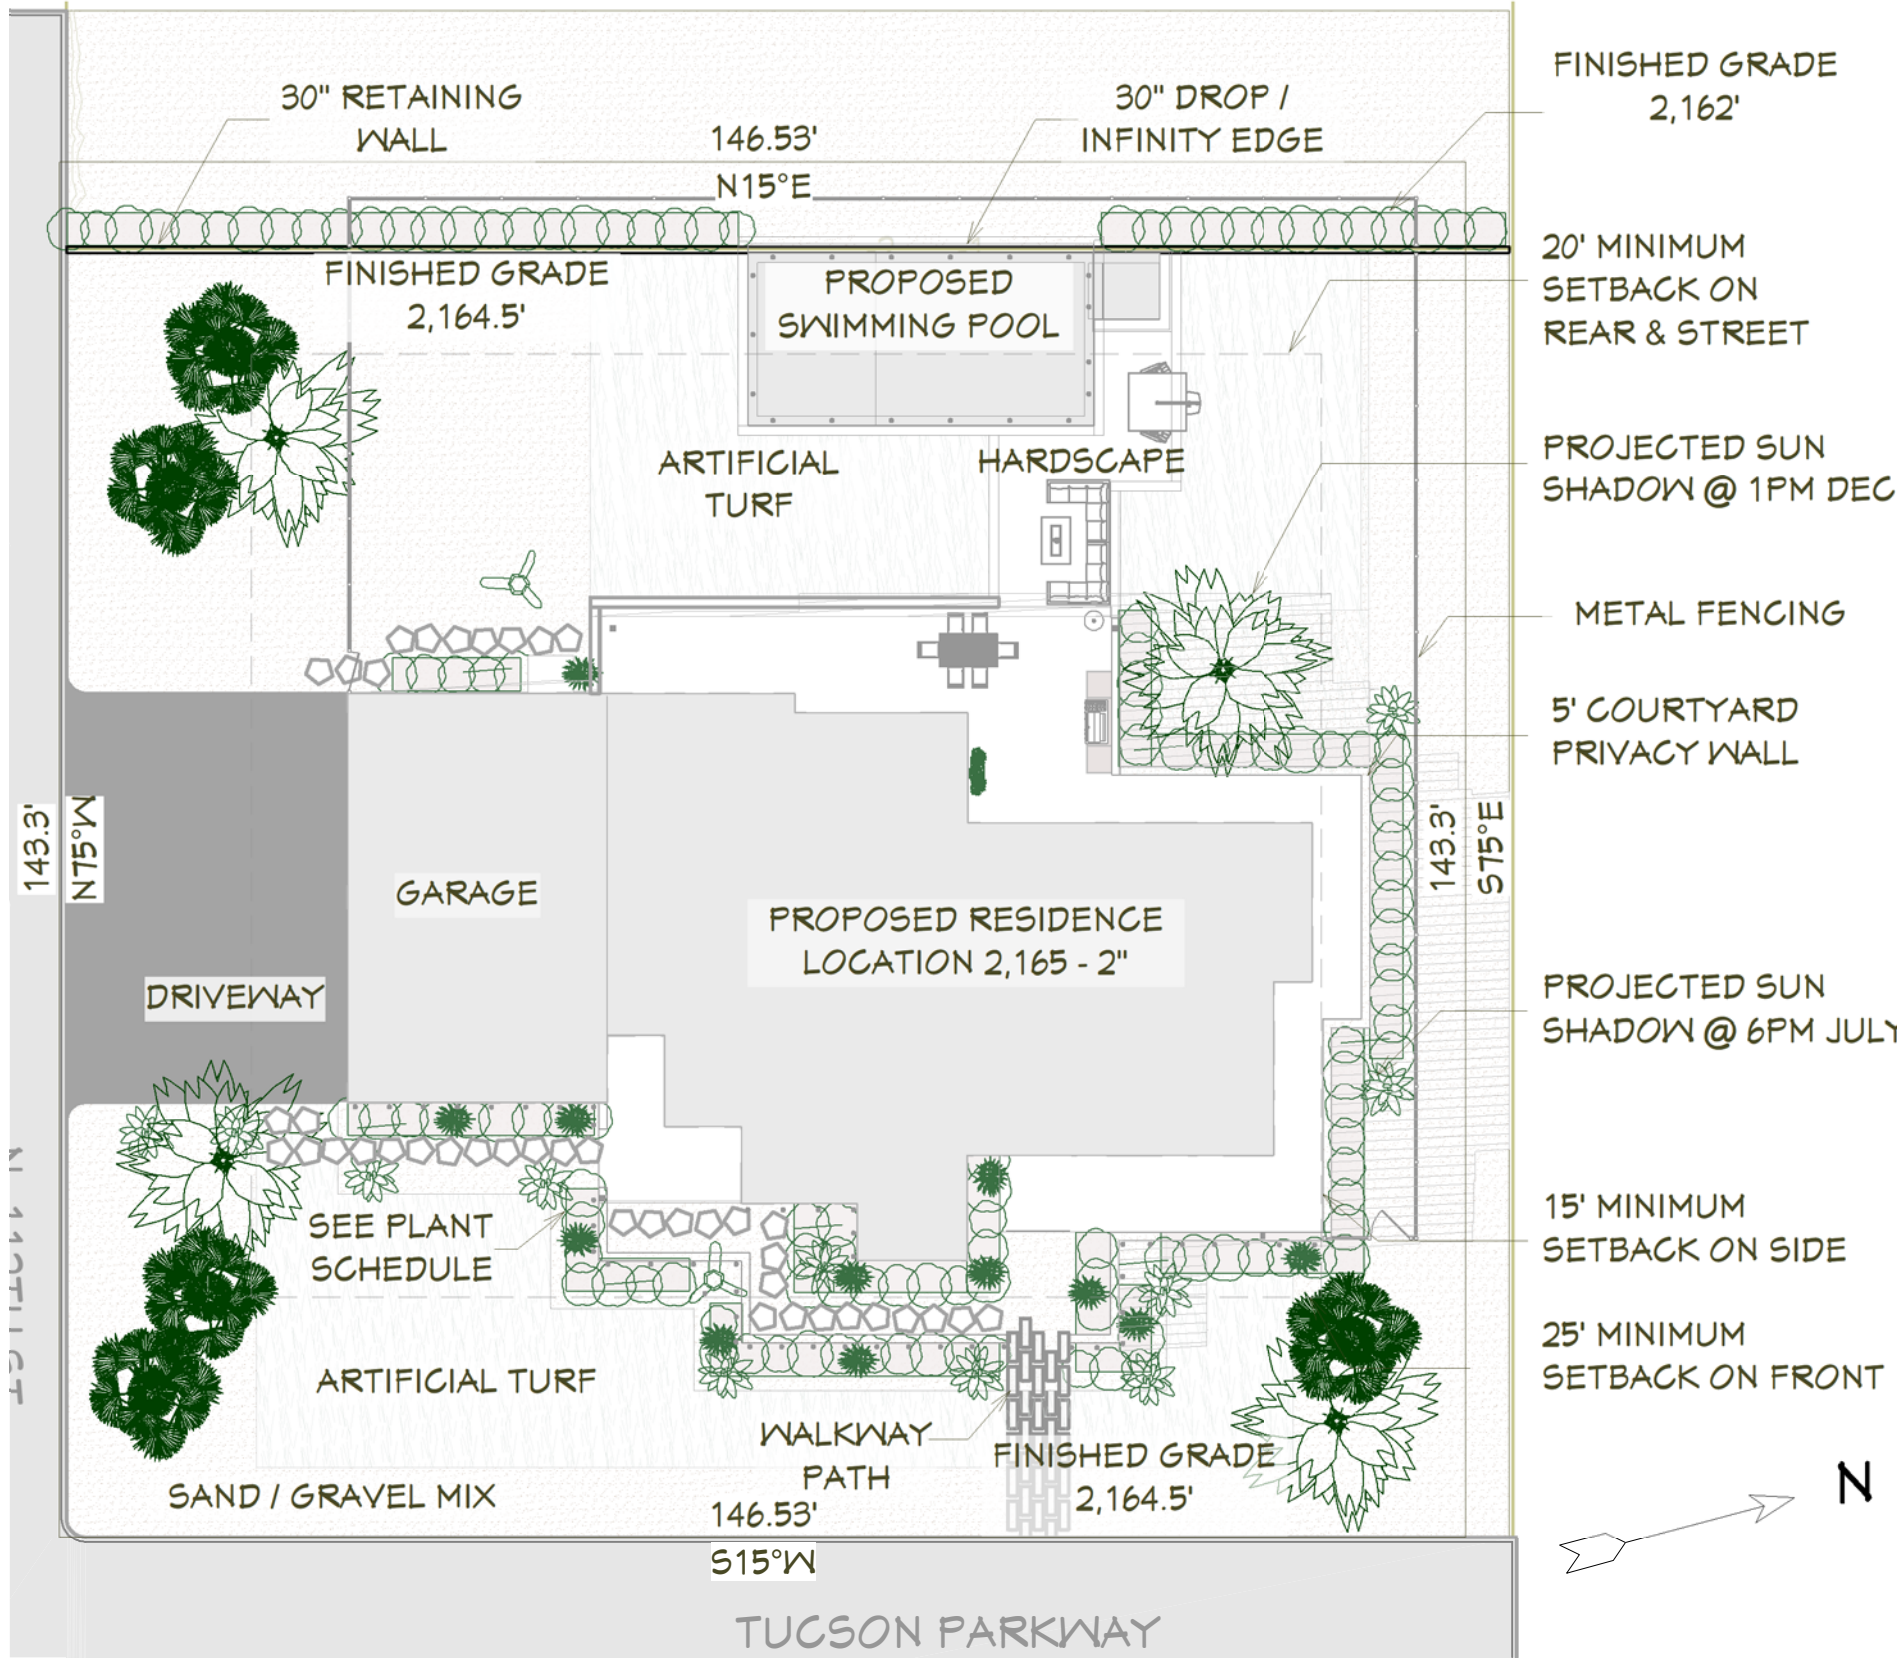 FINISHED GRADE
2,162'
30" RETAINING
WALL
146.53'
N15°E
30" DROP /
INFINITY EDGE
20' MINIMUM
SETBACK ON
REAR & STREET
FINISHED GRADE
2,164.5'
PROPOSED
SWIMMING POOL
ARTIFICIAL
TURF
HARDSCAPE
PROJECTED SUN
SHADOW @ 1PM DEC
METAL FENCING
5' COURTYARD
PRIVACY WALL
143.3'
N75°W
GARAGE
DRIVEWAY
PROPOSED RESIDENCE
LOCATION 2,165 - 2"
143.3'
S75°E
PROJECTED SUN
SHADOW @ 6PM JULY
SEE PLANT
SCHEDULE
15' MINIMUM
SETBACK ON SIDE
25' MINIMUM
SETBACK ON FRONT
ARTIFICIAL TURF
WALKWAY
PATH
FINISHED GRADE
2,164.5'
SAND / GRAVEL MIX
146.53'
S15°W
N
TUCSON PARKWAY